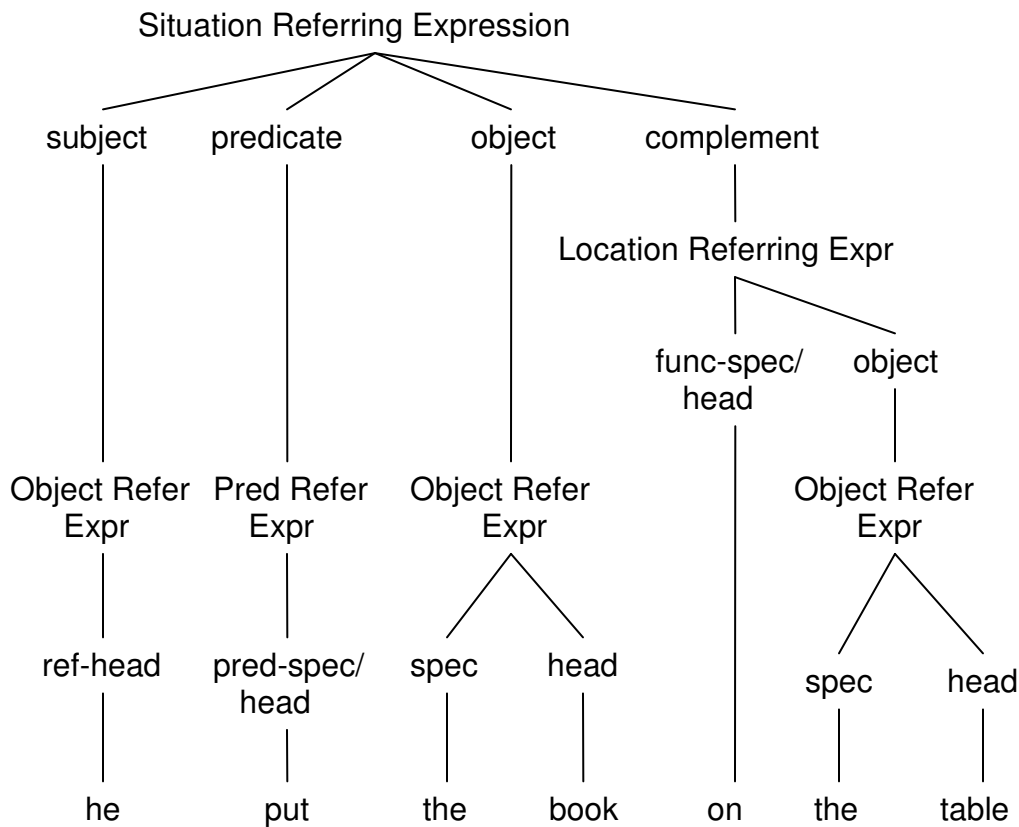 Situation Referring Expression
subject predicate object complement
Location Referring Expr
func-spec/ object
head
Object Refer Pred Refer Object Refer Object Refer
Expr Expr Expr Expr
ref-head pred-spec/ spec head spec head
head
he put the book on the table